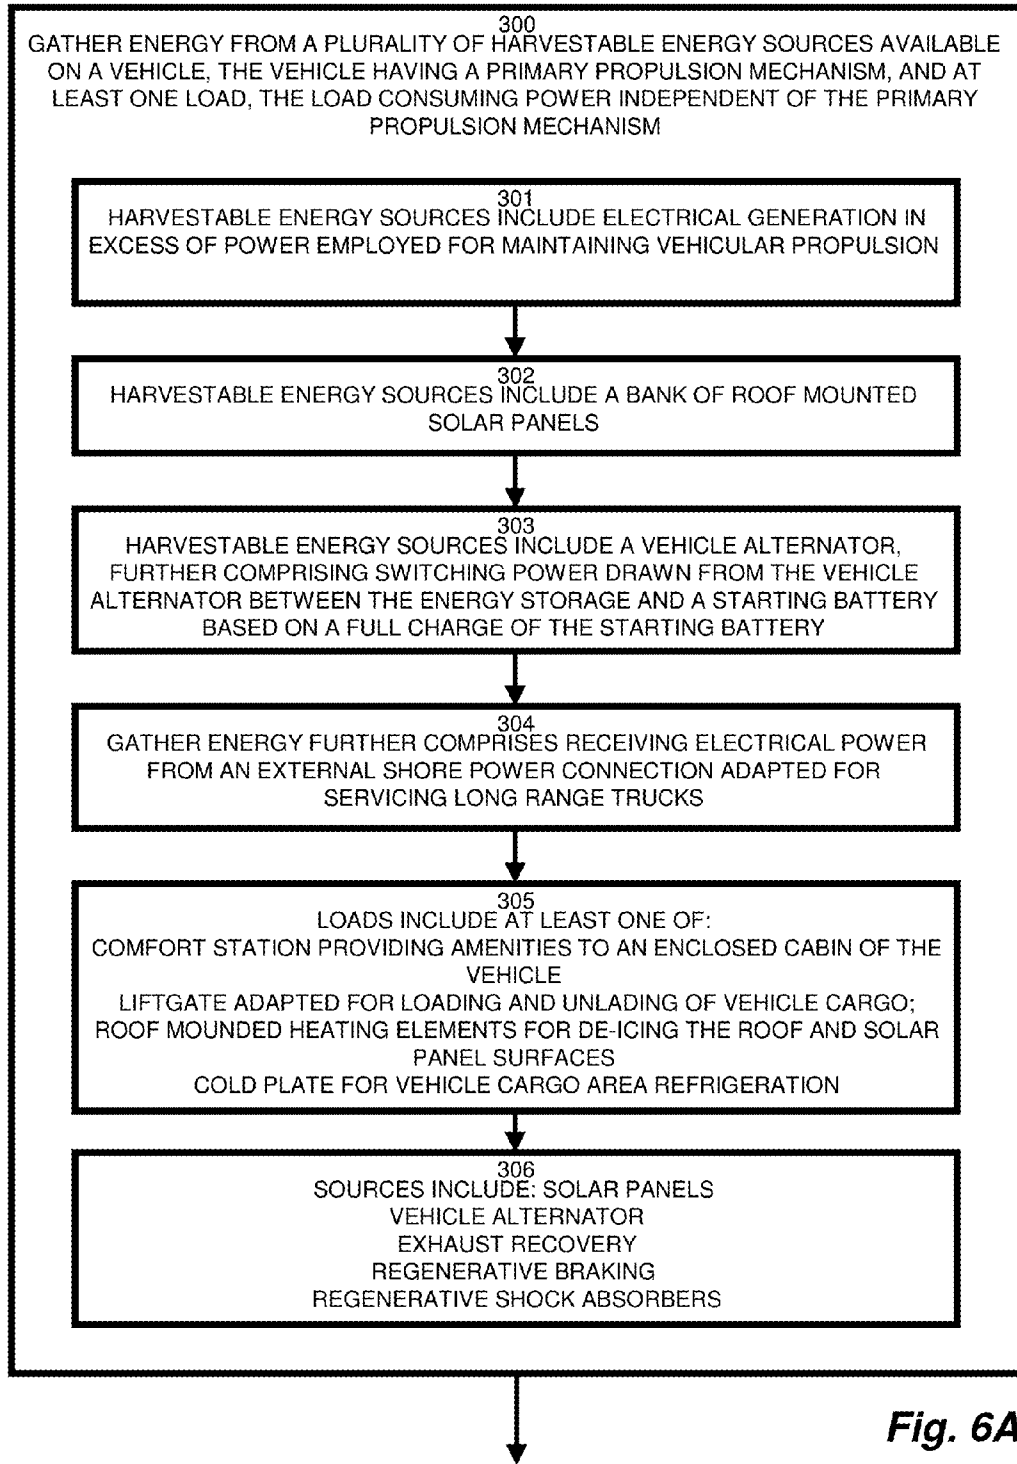 300
GATHER ENERGY FROM A PLURALITY OF HARVESTABLE ENERGY SOURCES AVAILABLE
ON A VEHICLE, THE VEHICLE HAVING A PRIMARY PROPULSION MECHANISM, AND AT
LEAST ONE LOAD, THE LOAD CONSUMING POWER INDEPENDENT OF THE PRIMARY
PROPULSION MECHANISM
301
HARVESTABLE ENERGY SOURCES INCLUDE ELECTRICAL GENERATION IN
EXCESS OF POWER EMPLOYED FOR MAINTAINING VEHICULAR PROPULSION
302
HARVESTABLE ENERGY SOURCES INCLUDE A BANK OF ROOF MOUNTED
SOLAR PANELS
303
HARVESTABLE ENERGY SOURCES INCLUDE A VEHICLE ALTERNATOR,
FURTHER COMPRISING SWITCHING POWER DRAWN FROM THE VEHICLE
ALTERNATOR BETWEEN THE ENERGY STORAGE AND A STARTING BATTERY
BASED ON A FULL CHARGE OF THE STARTING BATTERY
304
GATHER ENERGY FURTHER COMPRISES RECEIVING ELECTRICAL POWER
FROM AN EXTERNAL SHORE POWER CONNECTION ADAPTED FOR
SERVICING LONG RANGE TRUCKS
305
LOADS INCLUDE AT LEAST ONE OF:
COMFORT STATION PROVIDING AMENITIES TO AN ENCLOSED CABIN OF THE
VEHICLE
LIFTGATE ADAPTED FOR LOADING AND UNLADING OF VEHICLE CARGO;
ROOF MOUNDED HEATING ELEMENTS FOR DE-ICING THE ROOF AND SOLAR
PANEL SURFACES
COLD PLATE FOR VEHICLE CARGO AREA REFRIGERATION
306
SOURCES INCLUDE: SOLAR PANELS
VEHICLE ALTERNATOR
EXHAUST RECOVERY
REGENERATIVE BRAKING
REGENERATIVE SHOCK ABSORBERS
Fig. 6A